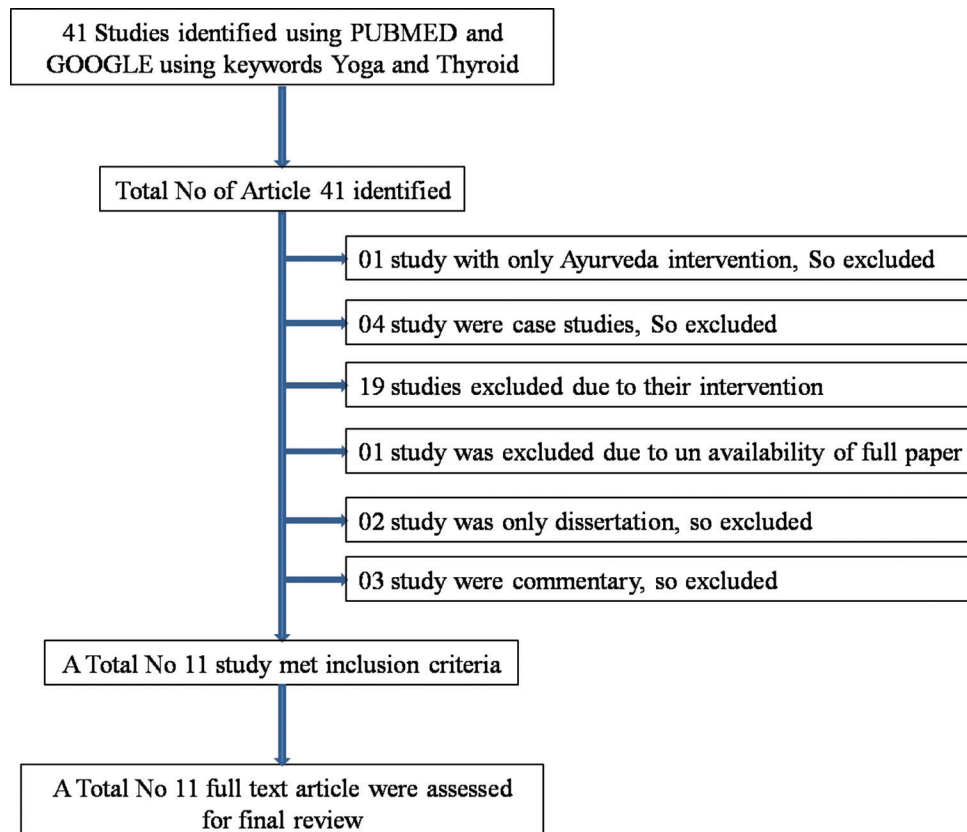 41 Studies identified using PUBMED and
GOOGLE using keywords Yoga and Thyroid
Total No of Article 41 identified
01 study with only Ayurveda intervention, So excluded
04 study were case studies, So excluded
19 studies excluded due to their intervention
01 study was excluded due to un availability of full paper
02 study was only dissertation, so excluded
03 study were commentary, so excluded
A Total No 11 study met inclusion criteria
A Total No 11 full text article were assessed
for final review